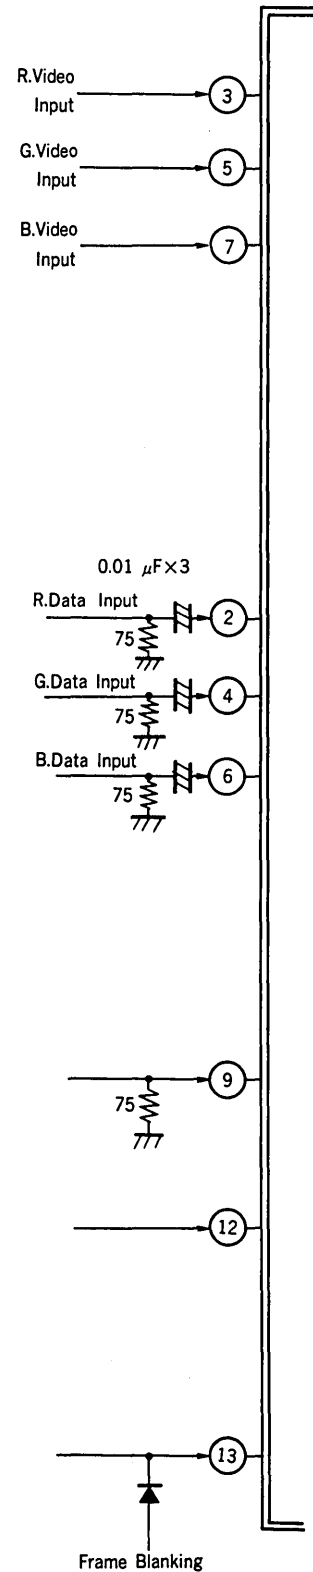 R.Video
Input
3
G.Video
Input
5
B.Video
Input
7
0.01 μF×3
R.Data Input
2
75
G.Data Input
4
75
B.Data Input
6
75
9
75
12
13
Frame Blanking